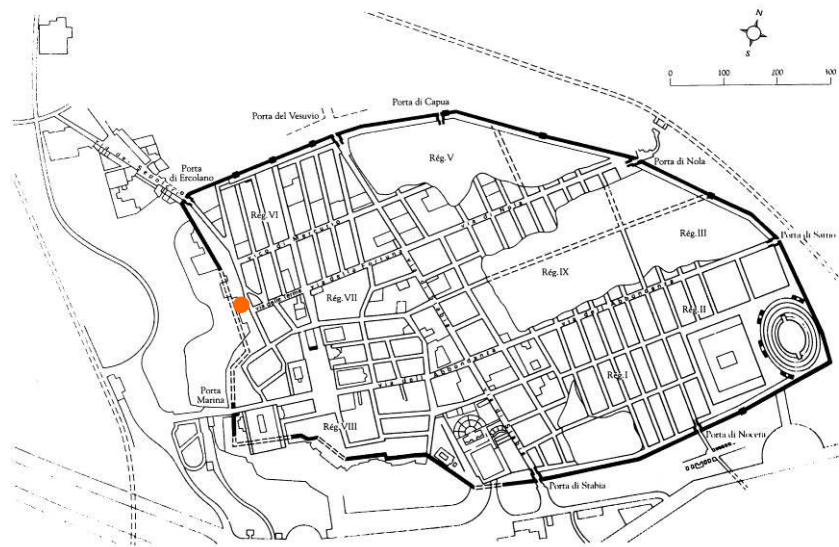 N
S
0 100 200 300
Porta di Capua
Porta del Vesuvio
Rég.V
Porta di Nola
Porta
di Ercolano
Rég.VI
Rég.III
Porta di Sarno
Rég.IX
Rég.VII
Rég.II
Porta
Marina
Rég.I
Rég.VIII
Porta di Nocera
Porta di Stabia